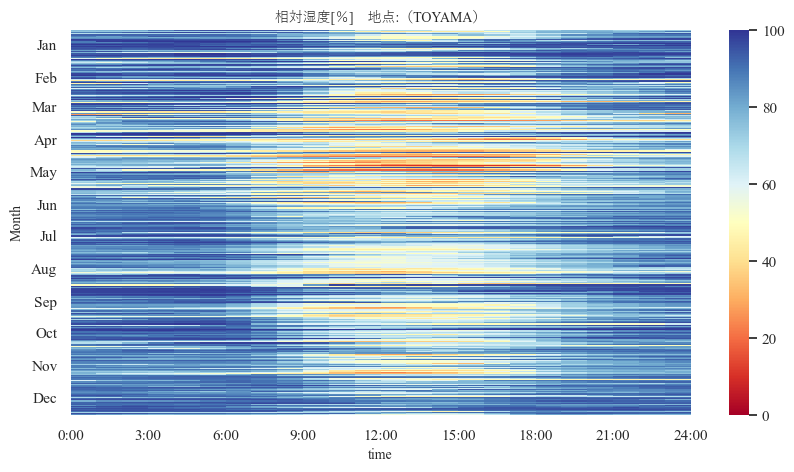 相対湿度[%]　地点:（TOYAMA）
Month
Jan
Feb
Mar
Apr
May
Jun
Jul
Aug
Sep
Oct
Nov
Dec
0:00 3:00 6:00 9:00 12:00 15:00 18:00 21:00 24:00
time
100
80
60
40
20
0